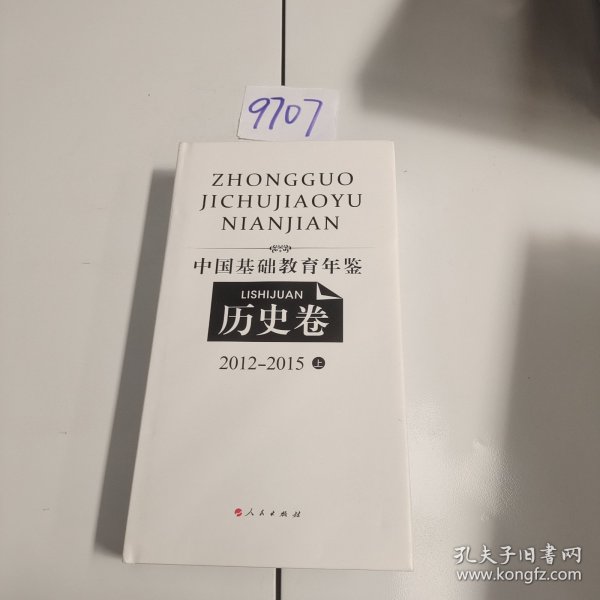 9707
ZHONGGUO
JICHUJIAOYU
NIANJIAN
中国基础教育年鉴
LISHIJUAN
历史卷
2012-2015 上
人民出版社
孔夫子旧书网
www.kongfz.com